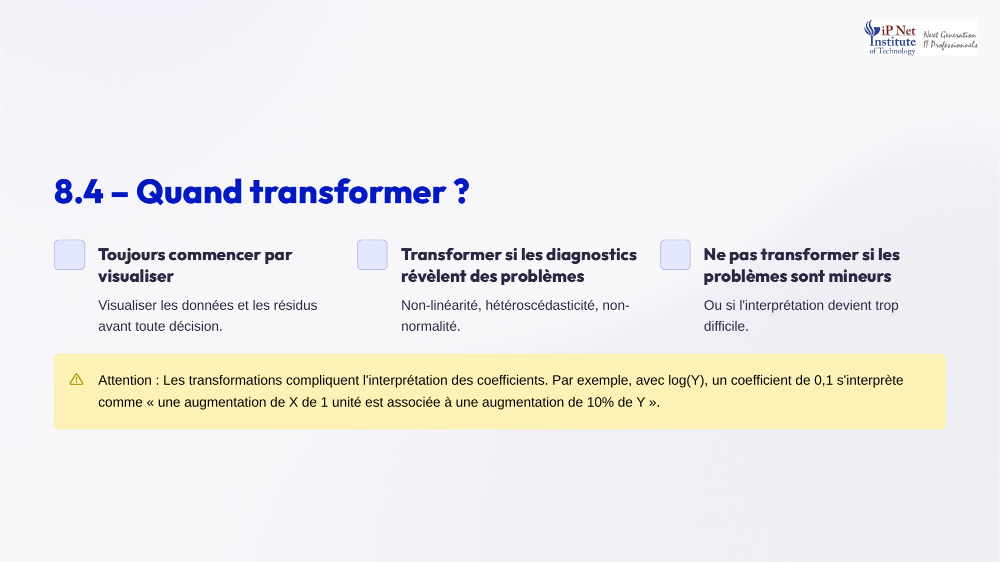 iP Net
Institute
of Technology
Next Generation
IT Professionnels
8.4 – Quand transformer ?
Toujours commencer par
visualiser
Visualiser les données et les résidus
avant toute décision.
Transformer si les diagnostics
révèlent des problèmes
Non-linéarité, hétéroscédasticité, non-
normalité.
Ne pas transformer si les
problèmes sont mineurs
Ou si l'interprétation devient trop
difficile.
Attention : Les transformations compliquent l'interprétation des coefficients. Par exemple, avec log(Y), un coefficient de 0,1 s'interprète
comme « une augmentation de X de 1 unité est associée à une augmentation de 10% de Y ».